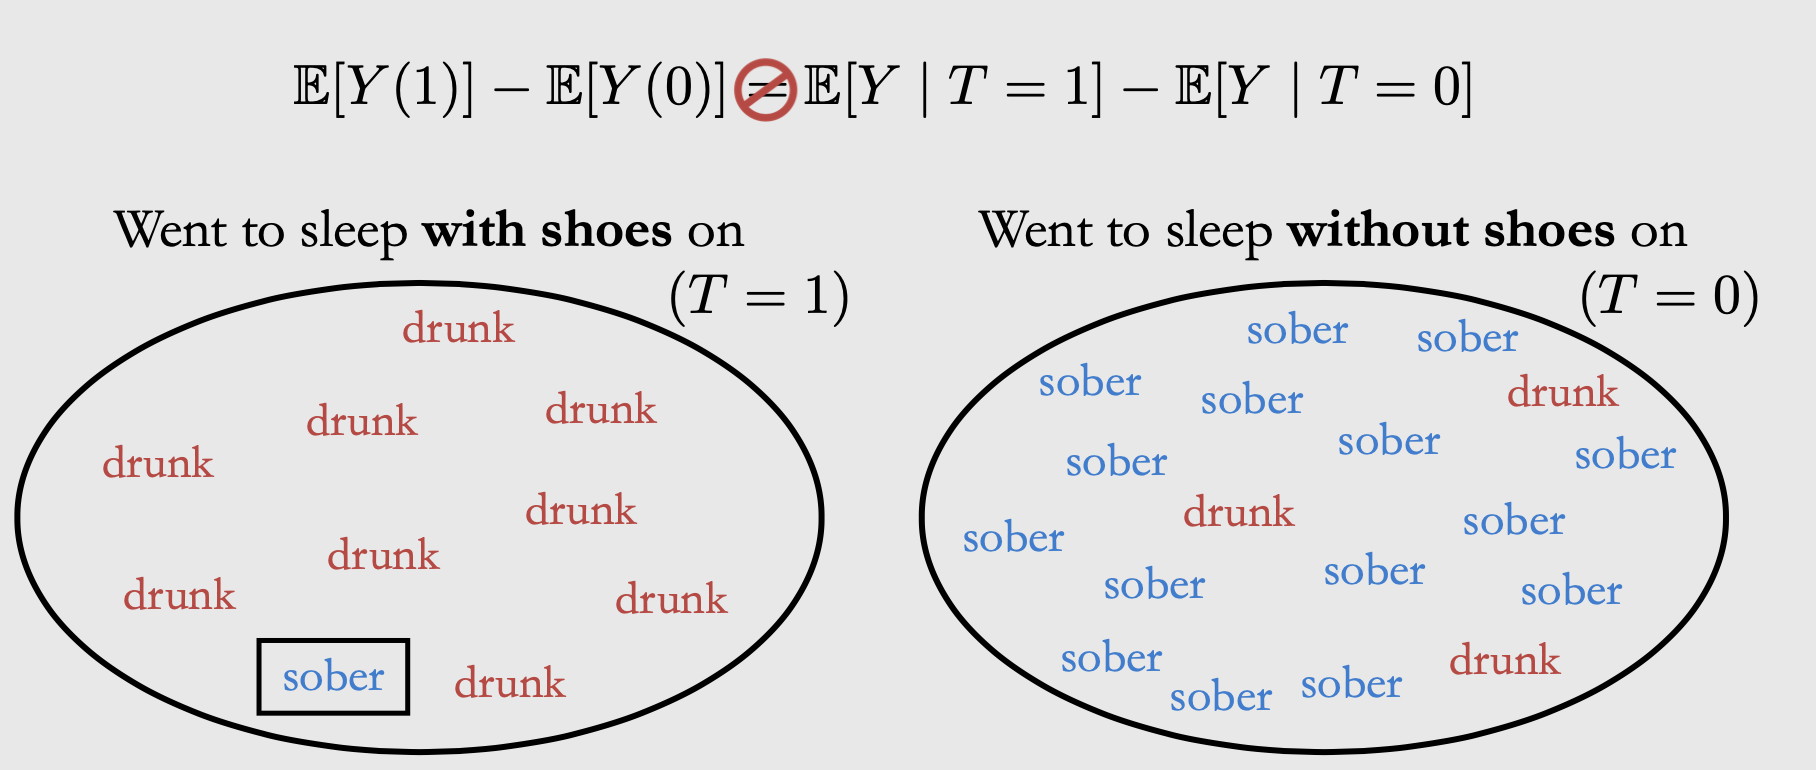 𝔼[Y(1)] − 𝔼[Y(0)] = 𝔼[Y | T = 1] − 𝔼[Y | T = 0]
Went to sleep with shoes on
(T = 1)
drunk
drunk
drunk
drunk
drunk
drunk
drunk
drunk
sober
drunk
Went to sleep without shoes on
(T = 0)
sober
sober
sober
drunk
sober
sober
sober
sober
drunk
sober
sober
sober
sober
sober
sober
drunk
sober
sober